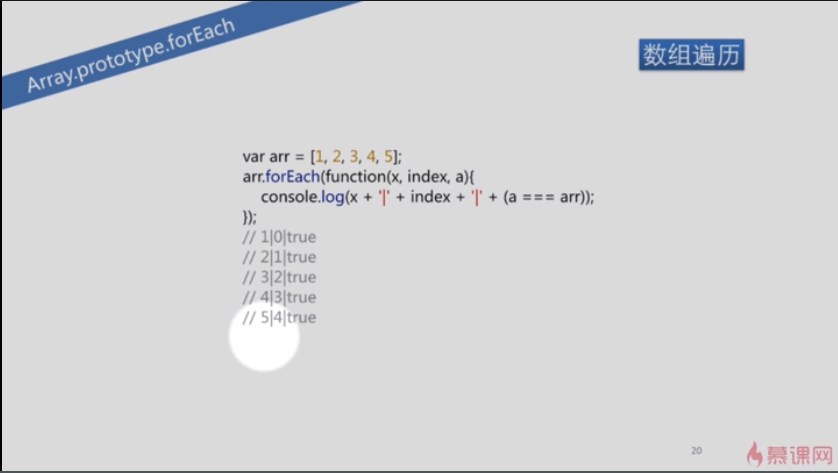 Array.prototype.forEach
数组遍历
var arr = [1, 2, 3, 4, 5];
arr.forEach(function(x, index, a){
    console.log(x + '|' + index + '|' + (a === arr));
});
// 1|0|true
// 2|1|true
// 3|2|true
// 4|3|true
// 5|4|true
20
慕课网